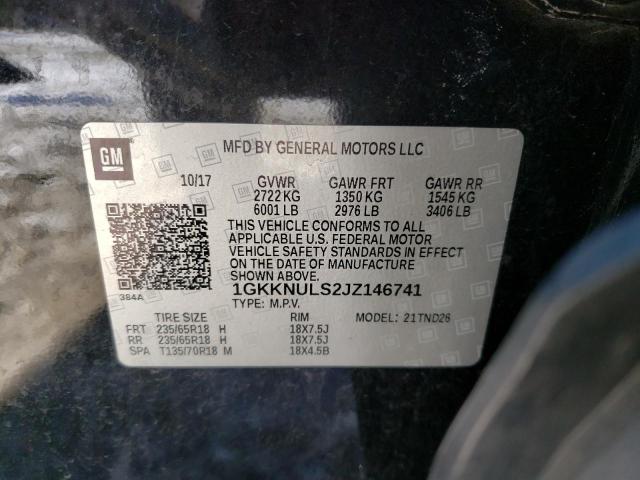 GM
MFD BY GENERAL MOTORS LLC
10/17 GVWR GAWR FRT GAWR RR
2722 KG 1350 KG 1545 KG
6001 LB 2976 LB 3406 LB
THIS VEHICLE CONFORMS TO ALL
APPLICABLE U.S. FEDERAL MOTOR
VEHICLE SAFETY STANDARDS IN EFFECT
ON THE DATE OF MANUFACTURE
SHOWN ABOVE.
384A
1GKKNULS2JZ146741
TYPE: M.P.V.
TIRE SIZE RIM MODEL: 21TND26
FRT 235/65R18 H 18X7.5J
RR 235/65R18 H 18X7.5J
SPA T135/70R18 M 18X4.5B